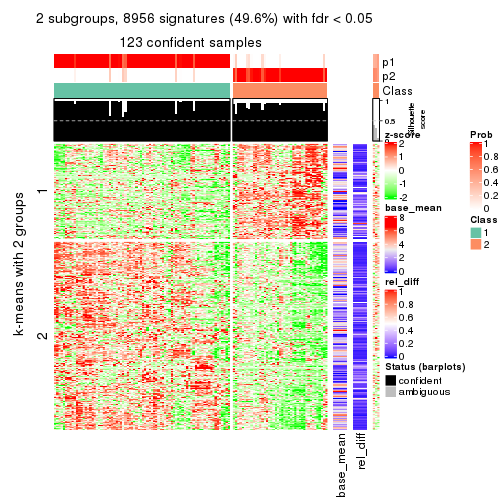 2 subgroups, 8956 signatures (49.6%) with fdr < 0.05
123 confident samples
p1
p2
Class
1
0.5
0
Silhouette
score
k-means with 2 groups
1
2
base_mean
rel_diff
z-score
2
1
0
-1
-2
base_mean
8
6
4
2
0
rel_diff
1
0.8
0.6
0.4
0.2
0
Status (barplots)
confident
ambiguous
Prob
1
0.8
0.6
0.4
0.2
0
Class
1
2